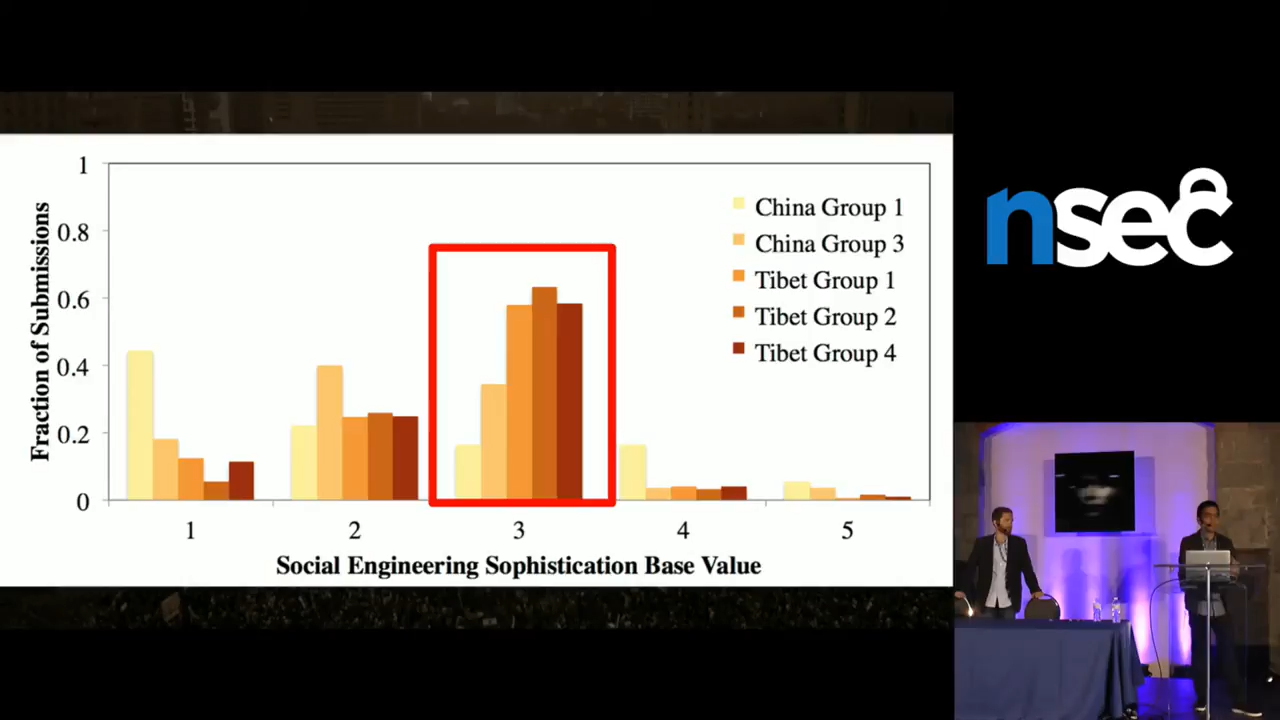 1
0.8
0.6
0.4
0.2
0
Fraction of Submissions
China Group 1
China Group 3
Tibet Group 1
Tibet Group 2
Tibet Group 4
1 2 3 4 5
Social Engineering Sophistication Base Value
nsec